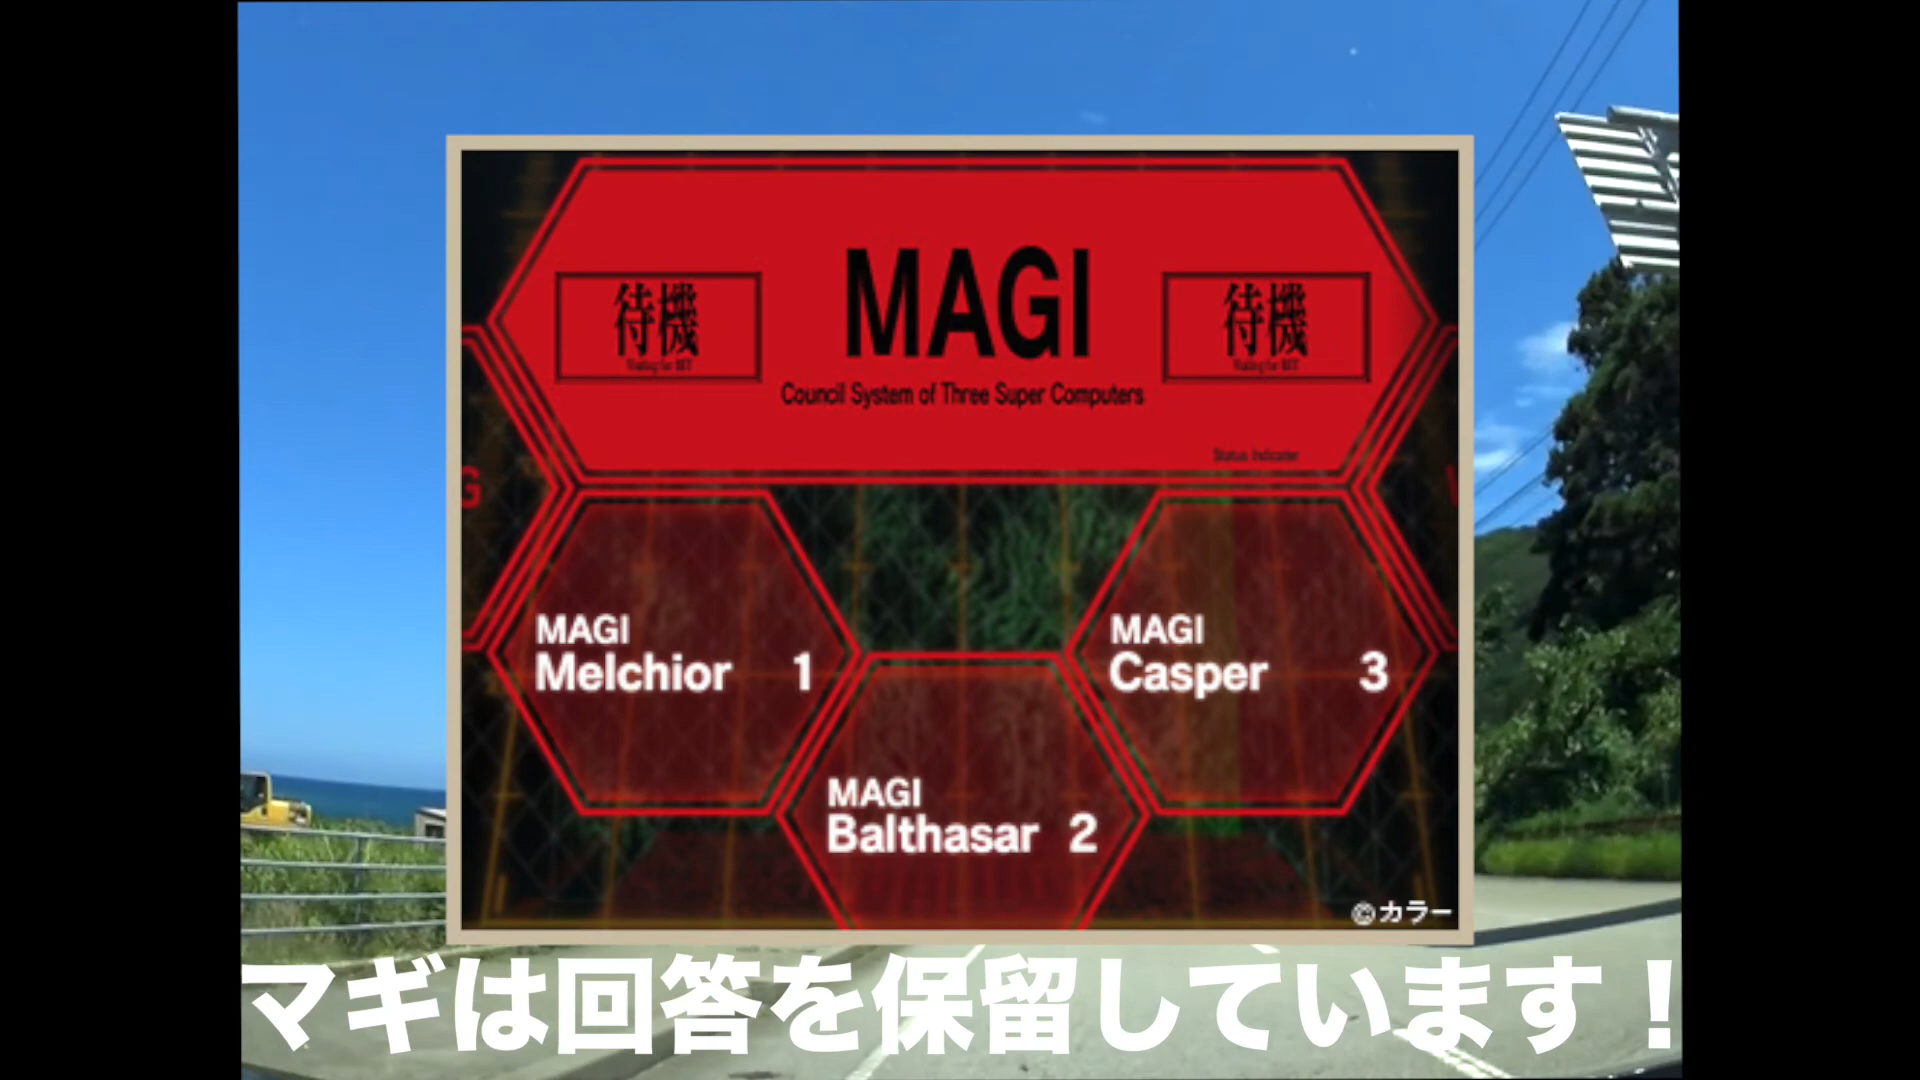 MAGI
待機
待機
Council System of Three Super Computers
Status Indicater
MAGI
Melchior 1
MAGI
Casper 3
MAGI
Balthasar 2
©カラー
マギは回答を保留しています！